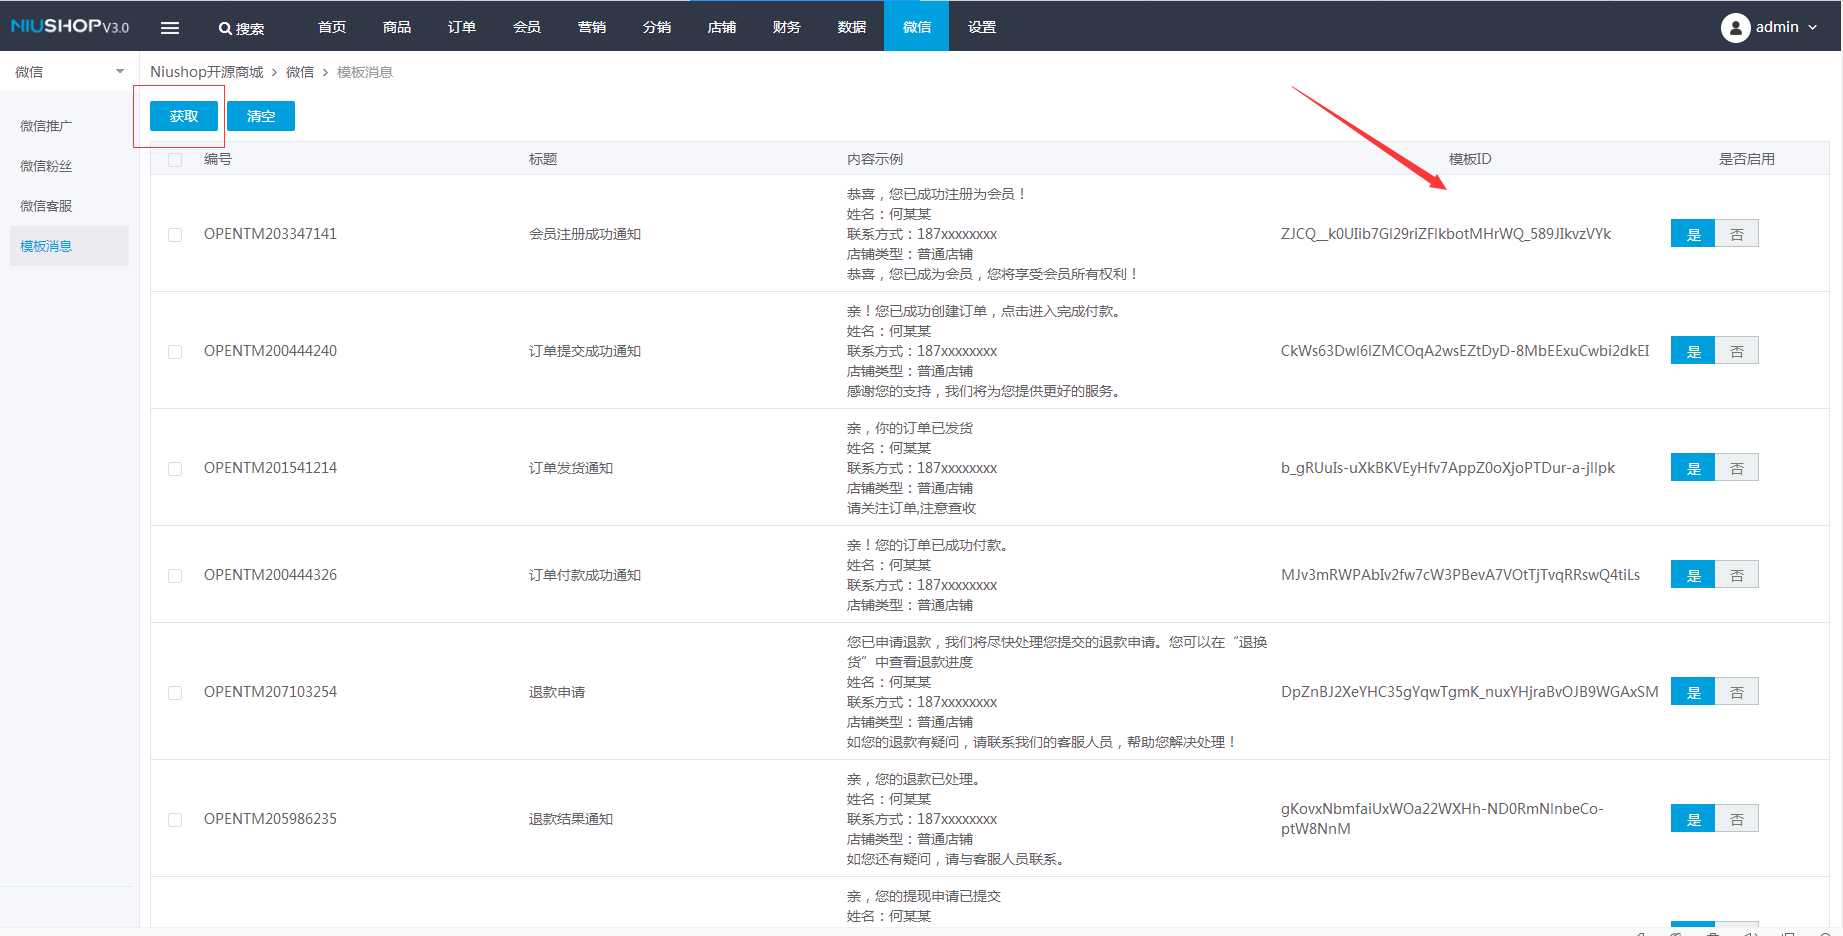 NIUSHOP V3.0 搜索 首页 商品 订单 会员 营销 分销 店铺 财务 数据 微信 设置 admin
微信 Niushop开源商城 > 微信 > 模板消息
微信推广
微信粉丝
微信客服
模板消息
获取 清空
编号 标题 内容示例 模板ID 是否启用
恭喜，您已成功注册为会员！
姓名：何某某
OPENTM203347141 会员注册成功通知 联系方式：187xxxxxxxx ZJCQ__k0UIib7Gl29riZFlkbotMHrWQ_589JIkvzVYk 是 否
店铺类型：普通店铺
恭喜，您已成为会员，您将享受会员所有权利！
亲！您已成功创建订单，点击进入完成付款。
姓名：何某某
OPENTM200444240 订单提交成功通知 联系方式：187xxxxxxxx CkWs63Dwl6lZMCOqA2wsEZtDyD-8MbEExuCwbi2dkEI 是 否
店铺类型：普通店铺
感谢您的支持，我们将为您提供更好的服务。
亲，你的订单已发货
姓名：何某某
OPENTM201541214 订单发货通知 联系方式：187xxxxxxxx b_gRUuIs-uXkBKVEyHfv7AppZ0oXjoPTDur-a-jllpk 是 否
店铺类型：普通店铺
请关注订单,注意查收
亲！您的订单已成功付款。
姓名：何某某
OPENTM200444326 订单付款成功通知 联系方式：187xxxxxxxx MJv3mRWPAbIv2fw7cW3PBevA7VOtTjTvqRRswQ4tiLs 是 否
店铺类型：普通店铺
您已申请退款，我们将尽快处理您提交的退款申请。您可以在“退换
货”中查看退款进度
姓名：何某某
OPENTM207103254 退款申请 联系方式：187xxxxxxxx DpZnBJ2XeYHC35gYqwTgmK_nuxYHjraBvOJB9WGAxSM 是 否
店铺类型：普通店铺
如您的退款有疑问，请联系我们的客服人员，帮助您解决处理！
亲，您的退款已处理。
姓名：何某某
OPENTM205986235 退款结果通知 联系方式：187xxxxxxxx gKovxNbmfaiUxWOa22WXHh-ND0RmNlnbeCo-ptW8NnM 是 否
店铺类型：普通店铺
如您还有疑问，请与客服人员联系。
亲，您的提现申请已提交
姓名：何某某